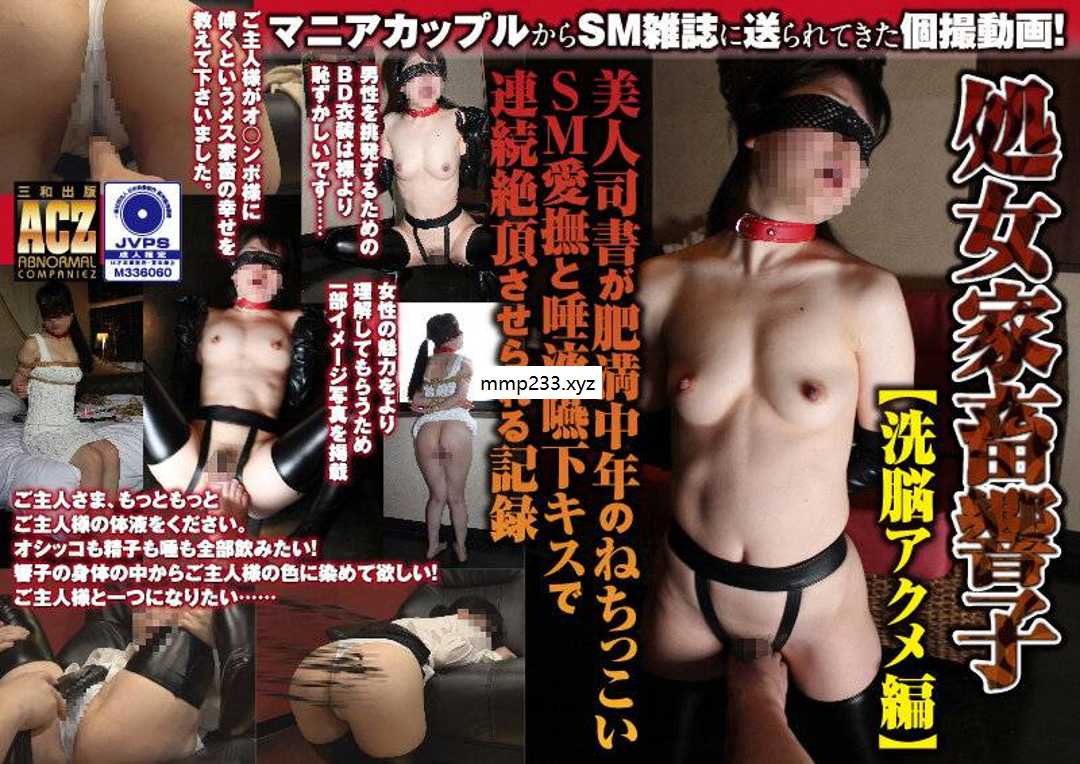 マニアカップルからSM雑誌に送られてきた個撮動画!
処女家畜響子
【洗脳アクメ編】
美人司書が肥満中年のねちっこい
SM愛撫と唾液嚥下キスで
連続絶頂させられる記録
男性を挑発するための
BD衣装は裸より
恥ずかしいです……
ご主人様がオ○ンポ様に
傅くというメス家畜の幸せを
教えて下さいました。
三和出版
ACZ
ABNORMAL
COMPANIEZ
JVPS
成人指定
M336060
女性の魅力をより
理解してもらうため
一部イメージ写真を掲載
mmp233.xyz
ご主人さま、もっともっと
ご主人様の体液をください。
オシッコも精子も唾も全部飲みたい!
響子の身体の中からご主人様の色に染めて欲しい!
ご主人様と一つになりたい……